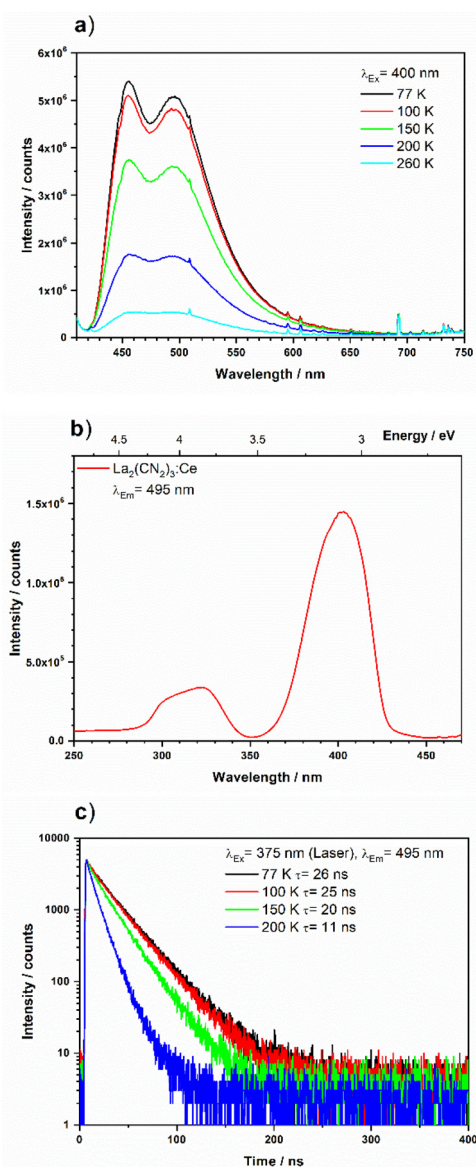 a)
6x10⁶
5x10⁶
4x10⁶
3x10⁶
2x10⁶
1x10⁶
0
Intensity / counts
λEx= 400 nm
77 K
100 K
150 K
200 K
260 K
450 500 550 600 650 700 750
Wavelength / nm
b)
4.5 4 3.5 3 Energy / eV
La₂(CN₂)₃:Ce
λEm= 495 nm
1.5x10⁶
1.0x10⁶
5.0x10⁵
0.0
Intensity / counts
250 300 350 400 450
Wavelength / nm
c)
10000
1000
100
10
1
Intensity / counts
λEx= 375 nm (Laser), λEm= 495 nm
77 K τ= 26 ns
100 K τ= 25 ns
150 K τ= 20 ns
200 K τ= 11 ns
0 100 200 300 400
Time / ns